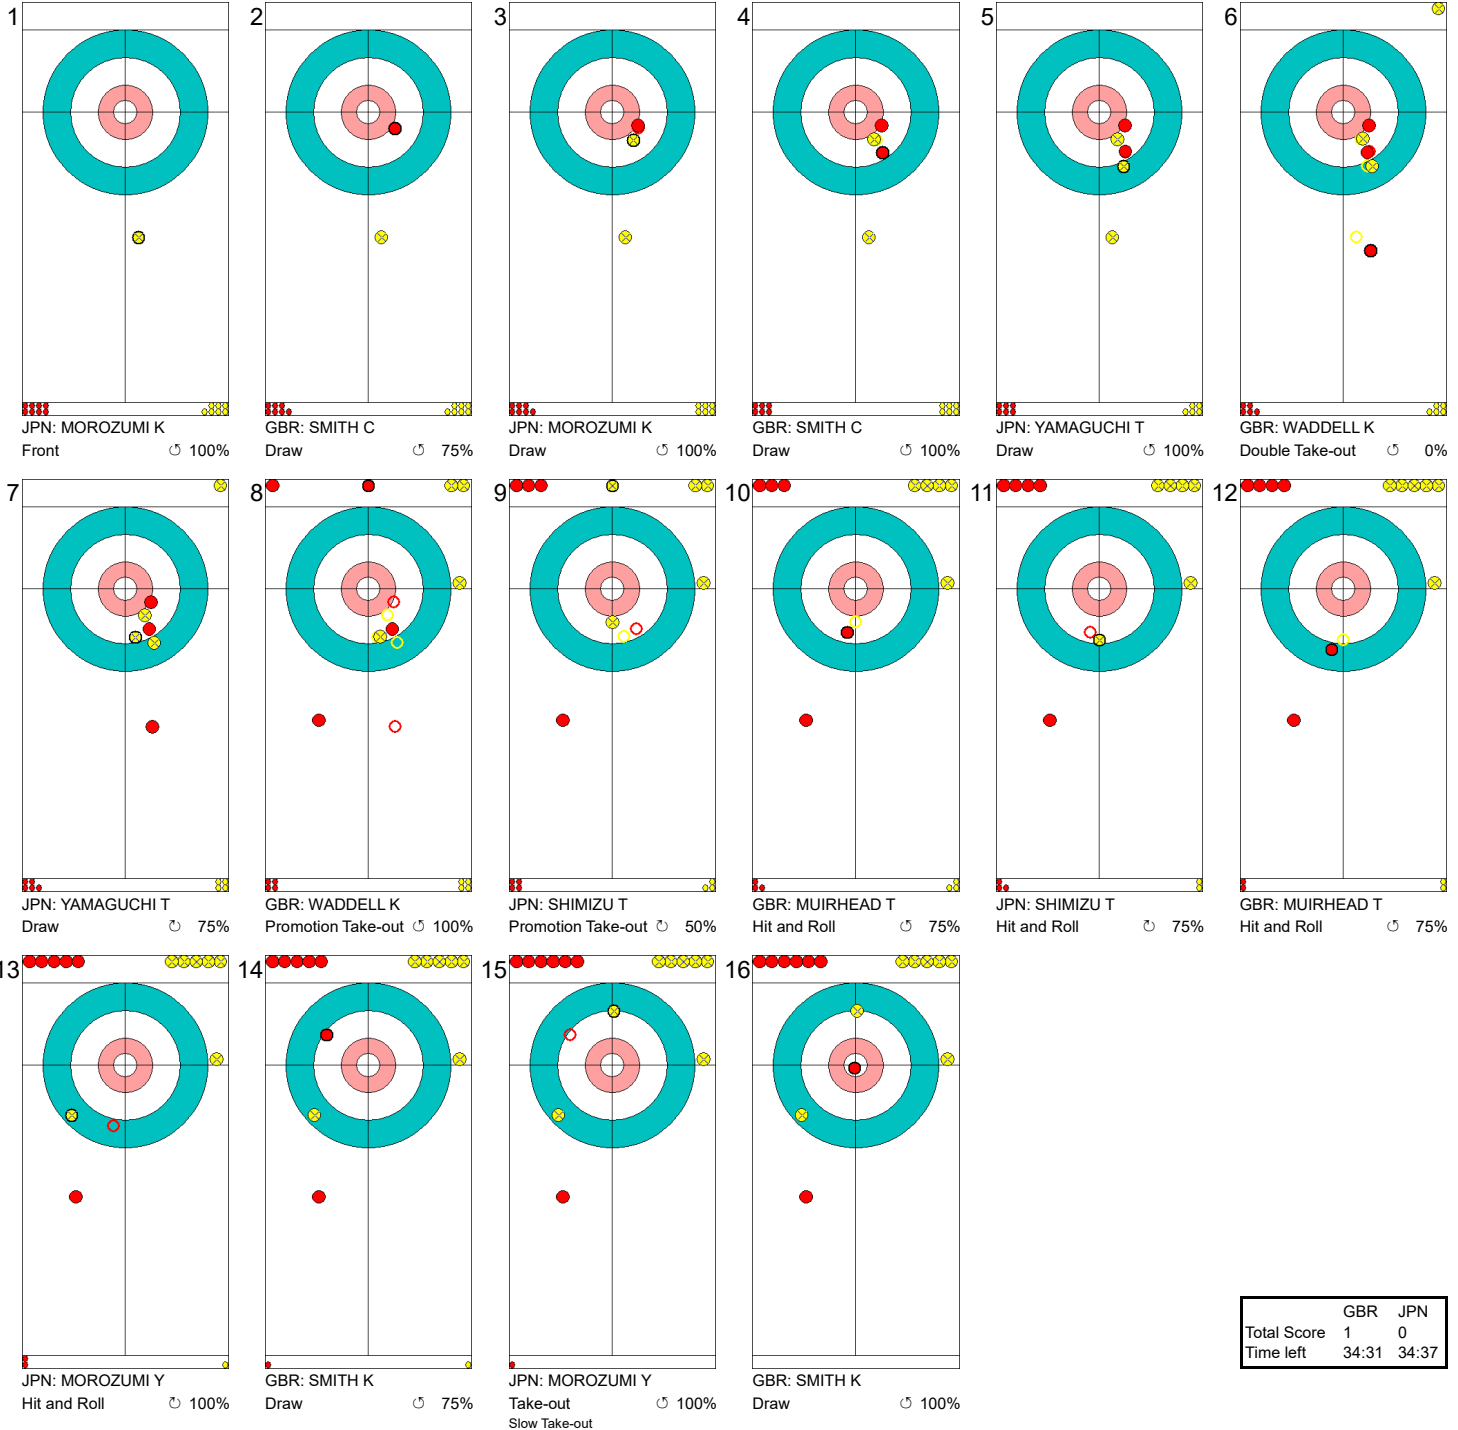 1
JPN: MOROZUMI K
Front ↺ 100%
2
GBR: SMITH C
Draw ↺ 75%
3
JPN: MOROZUMI K
Draw ↺ 100%
4
GBR: SMITH C
Draw ↺ 100%
5
JPN: YAMAGUCHI T
Draw ↺ 100%
6
GBR: WADDELL K
Double Take-out ↺ 0%
7
JPN: YAMAGUCHI T
Draw ↻ 75%
8
GBR: WADDELL K
Promotion Take-out ↺ 100%
9
JPN: SHIMIZU T
Promotion Take-out ↻ 50%
10
GBR: MUIRHEAD T
Hit and Roll ↺ 75%
11
JPN: SHIMIZU T
Hit and Roll ↺ 75%
12
GBR: MUIRHEAD T
Hit and Roll ↺ 75%
13
JPN: MOROZUMI Y
Hit and Roll ↻ 100%
14
GBR: SMITH K
Draw ↺ 75%
15
JPN: MOROZUMI Y
Take-out ↺ 100%
Slow Take-out
16
GBR: SMITH K
Draw ↺ 100%
GBR JPN
Total Score 1 0
Time left 34:31 34:37